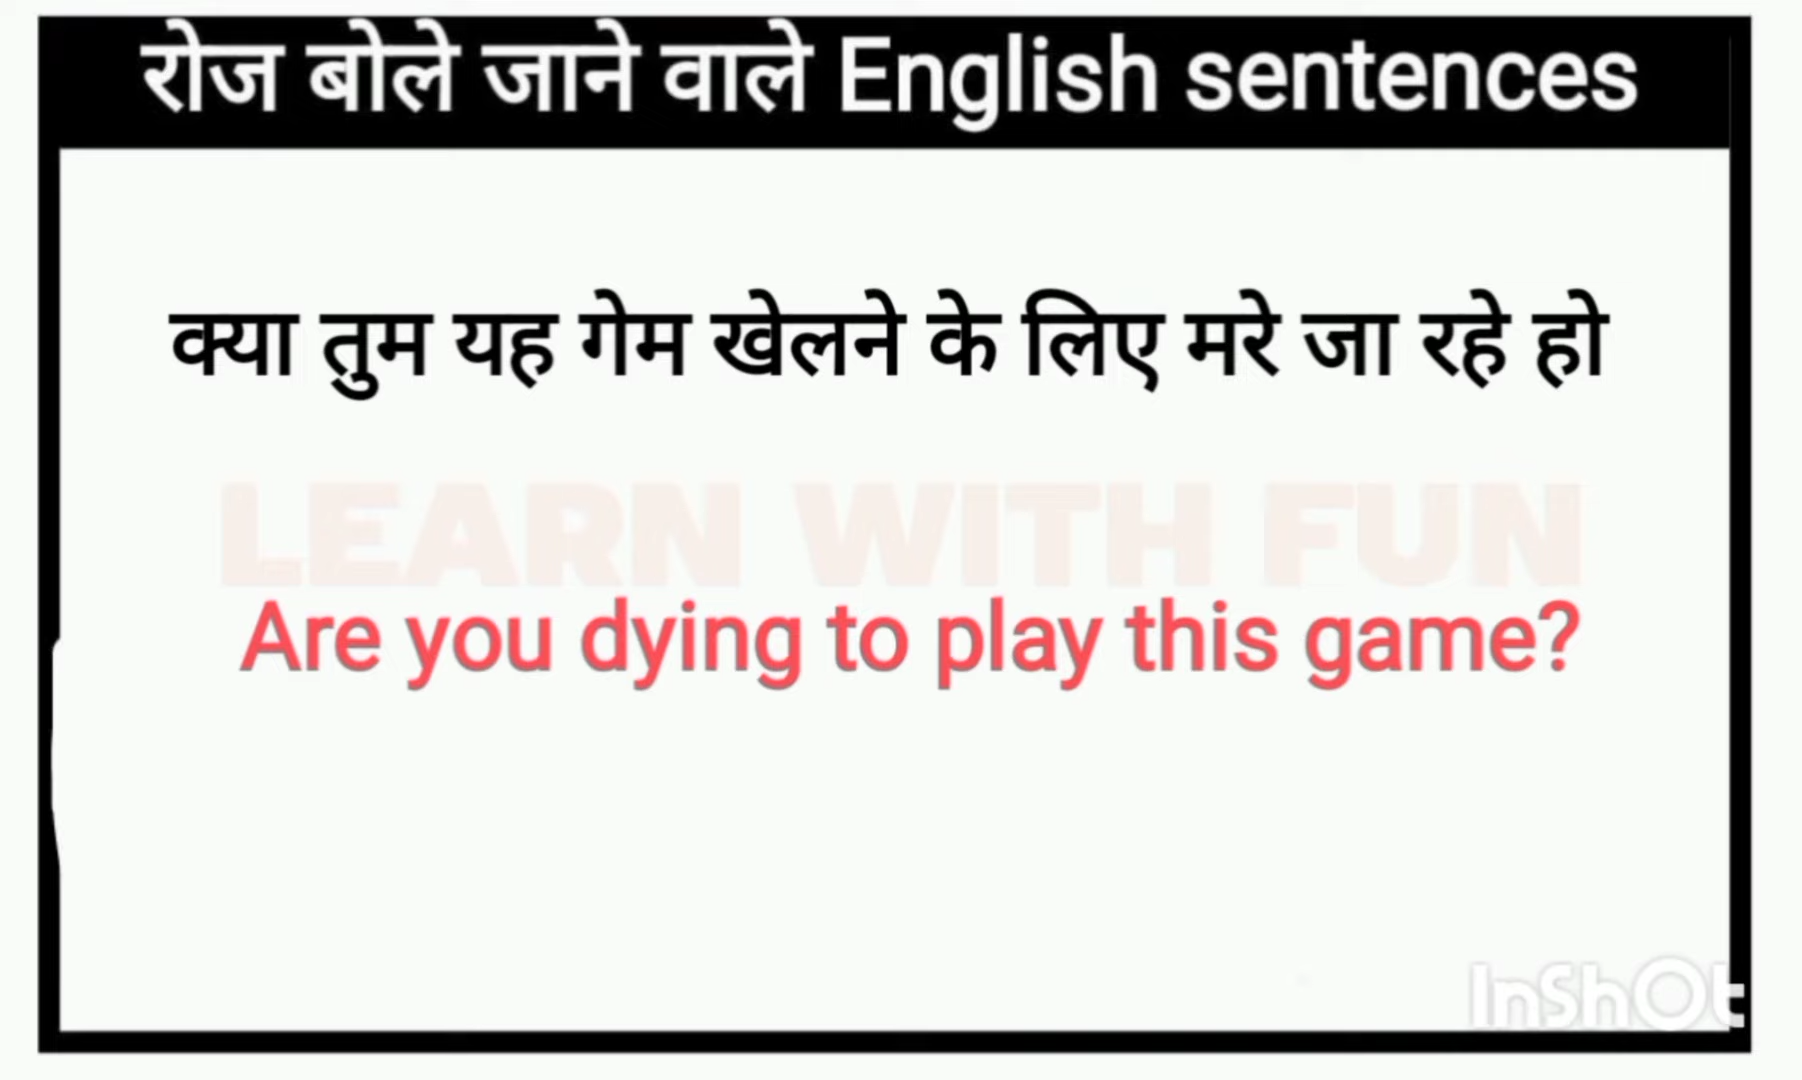 रोज बोले जाने वाले English sentences
क्या तुम यह गेम खेलने के लिए मरे जा रहे हो
LEARN WITH FUN
Are you dying to play this game?
InShOt